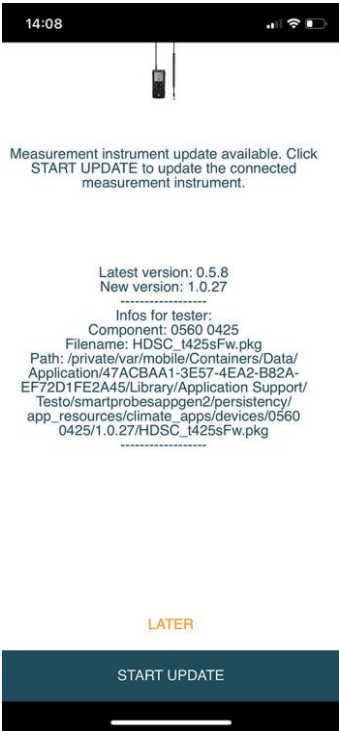 14:08
Measurement instrument update available. Click
START UPDATE to update the connected
measurement instrument.
Latest version: 0.5.8
New version: 1.0.27
------------------
Infos for tester:
Component: 0560 0425
Filename: HDSC_t425sFw.pkg
Path: /private/var/mobile/Containers/Data/
Application/47ACBAA1-3E57-4EA2-B82A-
EF72D1FE2A45/Library/Application Support/
Testo/smartprobesappgen2/persistency/
app_resources/climate_apps/devices/0560
0425/1.0.27/HDSC_t425sFw.pkg
------------------
LATER
START UPDATE